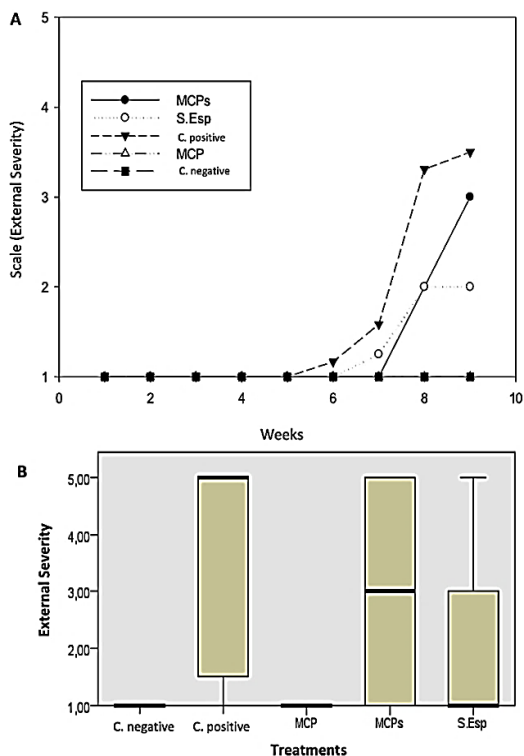 A
5
4
3
2
1
Scale (External Severity)
MCPs
S.Esp
C. positive
MCP
C. negative
0 2 4 6 8 10
Weeks
B
5,00
4,00
3,00
2,00
1,00
External Severity
C. negative C. positive MCP MCPs S.Esp
Treatments